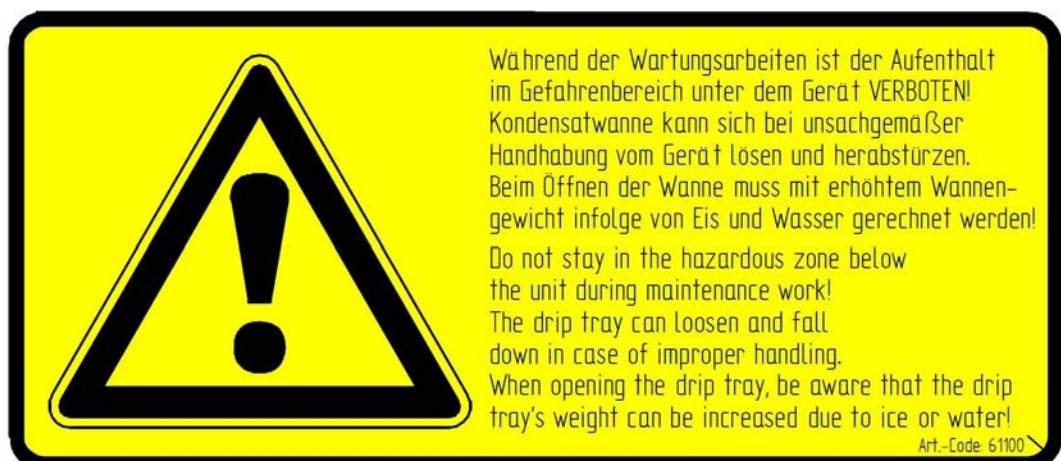 Während der Wartungsarbeiten ist der Aufenthalt
im Gefahrenbereich unter dem Gerät VERBOTEN!
Kondensatwanne kann sich bei unsachgemäßer
Handhabung vom Gerät lösen und herabstürzen.
Beim Öffnen der Wanne muss mit erhöhtem Wannen-
gewicht infolge von Eis und Wasser gerechnet werden!
Do not stay in the hazardous zone below
the unit during maintenance work!
The drip tray can loosen and fall
down in case of improper handling.
When opening the drip tray, be aware that the drip
tray's weight can be increased due to ice or water!
Art.-Code: 61100